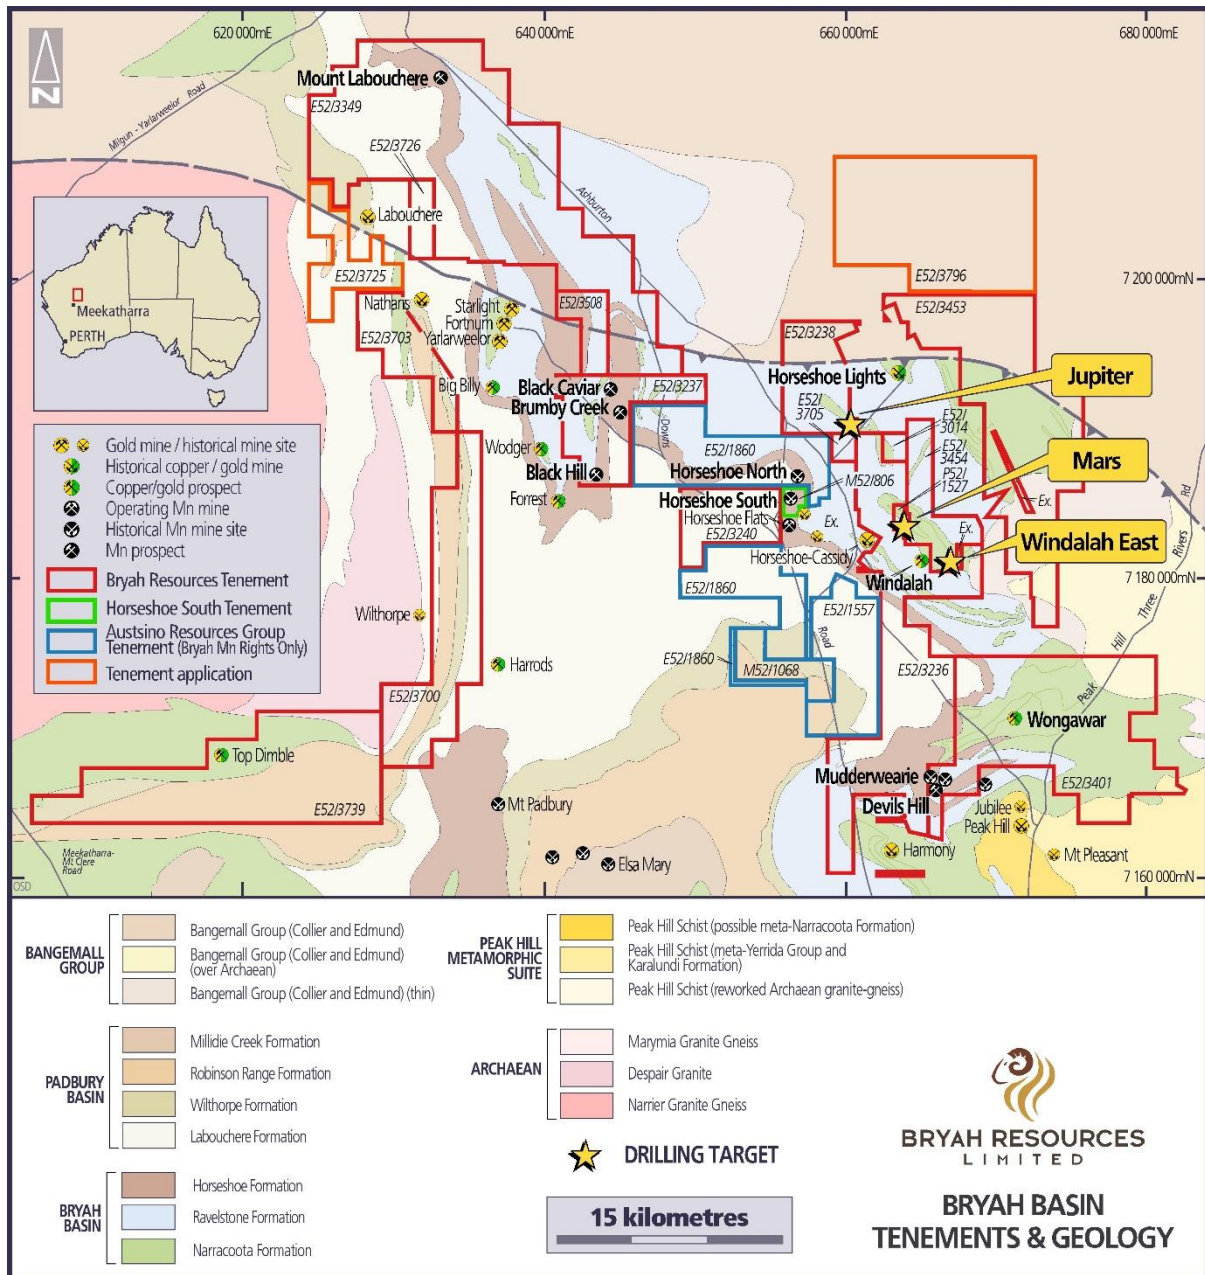 620 000mE
640 000mE
660 000mE
680 000mE
N
Milgun - Yarlarweelor Road
Mount Labouchere
E52/3349
E52/3726
Ashburton
Labouchere
E52/3725
E52/3796
7 200 000mN
Nathans
Starlight
Fortnum
Yarlarweelor
E52/3508
E52/3453
E52/3703
E52/3238
Meekatharra
PERTH
Big Billy
Black Caviar
Brumby Creek
E52/3237
Horseshoe Lights
Jupiter
E52/
3705
E52/
3014
Downs
Wodger
E52/1860
E52/
3454
Mars
Black Hill
Horseshoe North
P52/
1527
M52/806
Forrest
Horseshoe South
Ex.
Ex.
Ex.
Horseshoe Flats
E52/3240
Horseshoe-Cassidy
Windalah East
Windalah
7 180 000mN
E52/1860
E52/1557
Wilthorpe
Road
Three
Rivers
Rd
Hill
Peak
Harrods
E52/1860
M52/1068
E52/3236
E52/3700
Wongawar
Top Dimble
Mudderwearie
E52/3401
Devils Hill
E52/3739
Mt Padbury
Jubilee
Peak Hill
Meekatharra-
Mt Clere
Road
Elsa Mary
Harmony
Mt Pleasant
OSD
7 160 000mN
Gold mine / historical mine site
Historical copper / gold mine
Copper/gold prospect
Operating Mn mine
Historical Mn mine site
Mn prospect
Bryah Resources Tenement
Horseshoe South Tenement
Austsino Resources Group
Tenement (Bryah Mn Rights Only)
Tenement application
BANGEMALL
GROUP
Bangemall Group (Collier and Edmund)
Bangemall Group (Collier and Edmund)
(over Archaean)
Bangemall Group (Collier and Edmund) (thin)
PADBURY
BASIN
Millidie Creek Formation
Robinson Range Formation
Wilthorpe Formation
Labouchere Formation
BRYAH
BASIN
Horseshoe Formation
Ravelstone Formation
Narracoota Formation
PEAK HILL
METAMORPHIC
SUITE
Peak Hill Schist (possible meta-Narracoota Formation)
Peak Hill Schist (meta-Yerrida Group and
Karalundi Formation)
Peak Hill Schist (reworked Archaean granite-gneiss)
ARCHAEAN
Marymia Granite Gneiss
Despair Granite
Narrier Granite Gneiss
DRILLING TARGET
15 kilometres
BRYAH RESOURCES
LIMITED
BRYAH BASIN
TENEMENTS & GEOLOGY